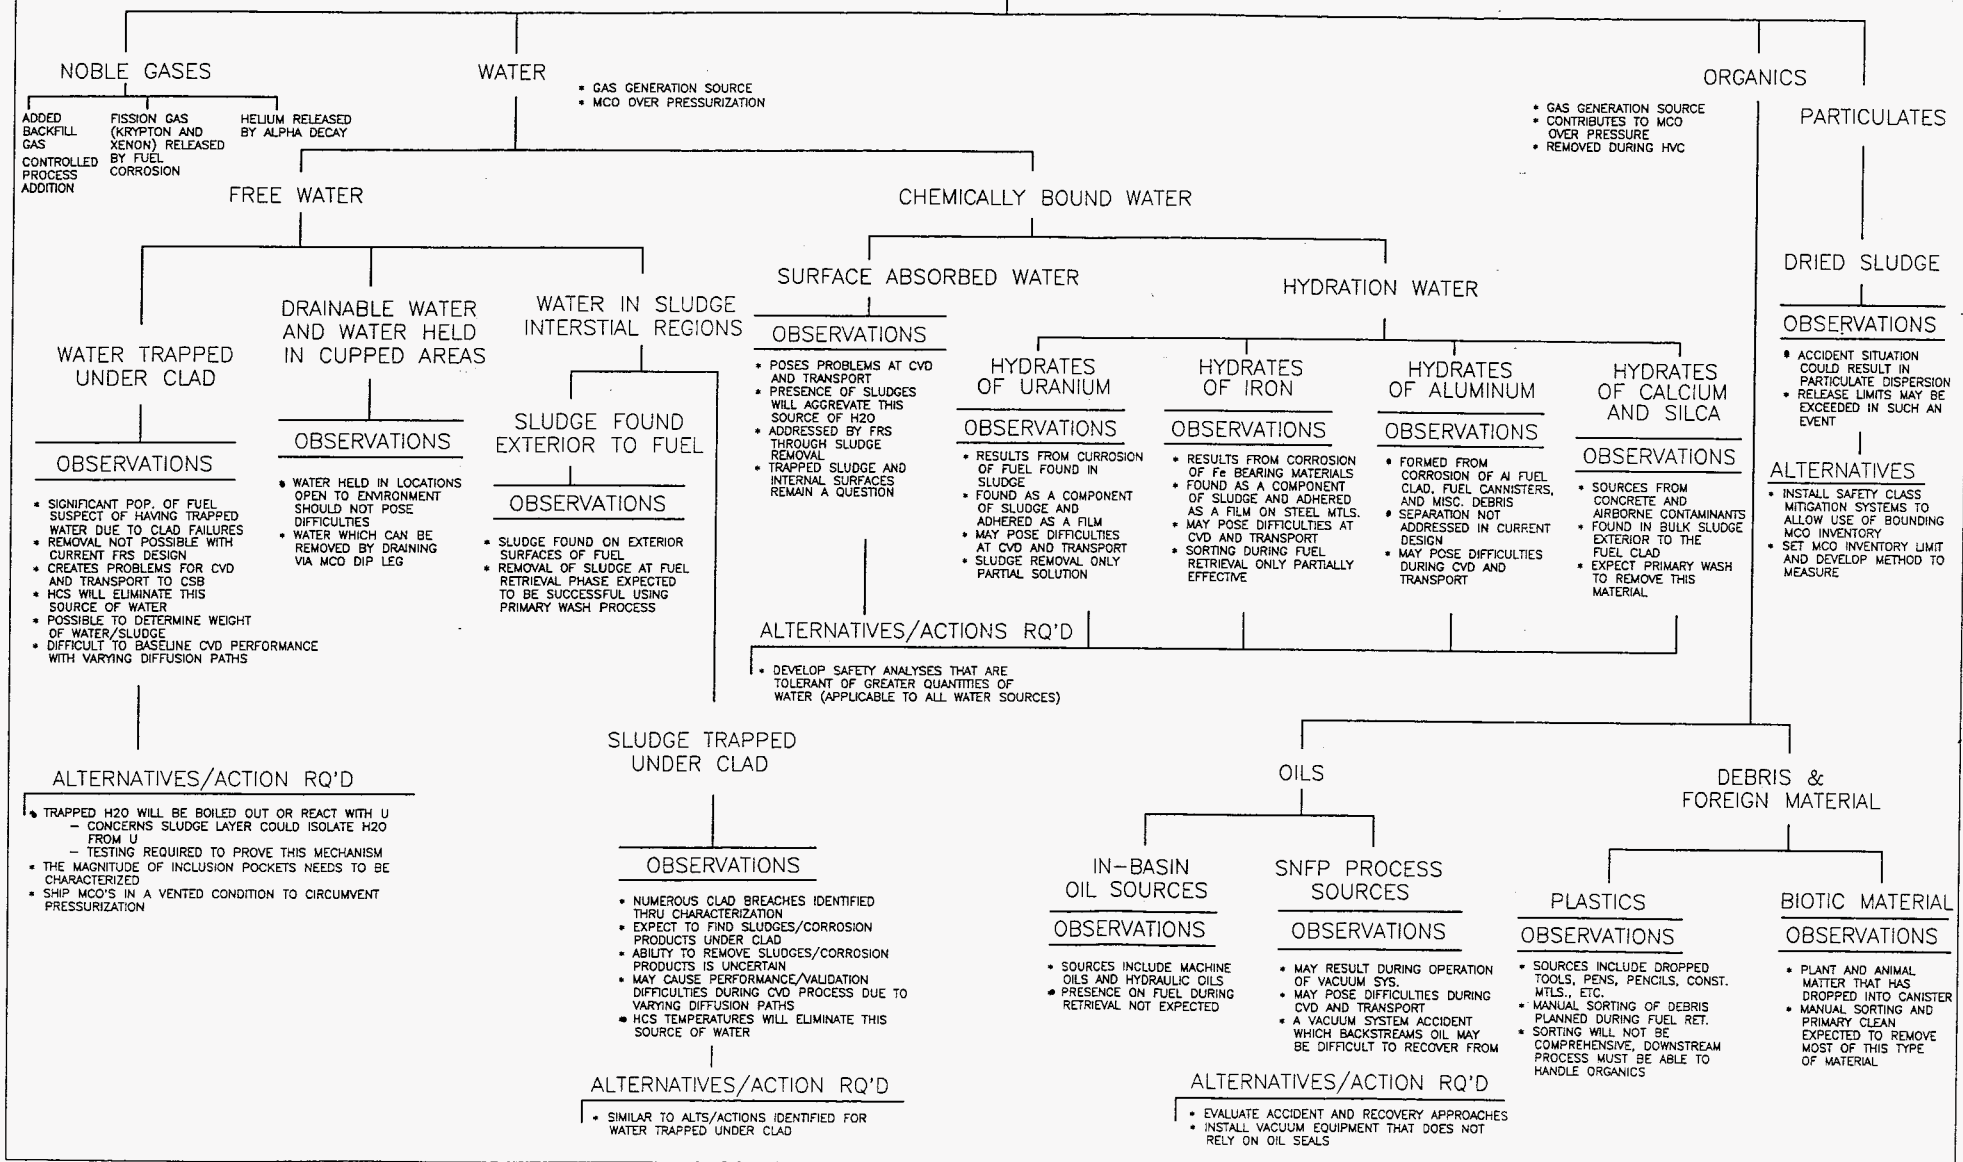 NOBLE GASES
ADDED
BACKFILL
GAS
CONTROLLED
PROCESS
ADDITION
FISSION GAS
(KRYPTON AND
XENON) RELEASED
BY FUEL
CORROSION
HELIUM RELEASED
BY ALPHA DECAY
WATER
* GAS GENERATION SOURCE
* MCO OVER PRESSURIZATION
ORGANICS
* GAS GENERATION SOURCE
* CONTRIBUTES TO MCO
OVER PRESSURE
* REMOVED DURING HVC
PARTICULATES
FREE WATER
CHEMICALLY BOUND WATER
WATER TRAPPED
UNDER CLAD
OBSERVATIONS
* SIGNIFICANT POP. OF FUEL
SUSPECT OF HAVING TRAPPED
WATER DUE TO CLAD FAILURES
* REMOVAL NOT POSSIBLE WITH
CURRENT FRS DESIGN
* CREATES PROBLEMS FOR CVD
AND TRANSPORT TO CSB
* HCS WILL ELIMINATE THIS
SOURCE OF WATER
* POSSIBLE TO DETERMINE WEIGHT
OF WATER/SLUDGE
* DIFFICULT TO BASELINE CVD PERFORMANCE
WITH VARYING DIFFUSION PATHS
ALTERNATIVES/ACTION RQ'D
* TRAPPED H2O WILL BE BOILED OUT OR REACT WITH U
– CONCERNS SLUDGE LAYER COULD ISOLATE H2O
FROM U
– TESTING REQUIRED TO PROVE THIS MECHANISM
* THE MAGNITUDE OF INCLUSION POCKETS NEEDS TO BE
CHARACTERIZED
* SHIP MCO'S IN A VENTED CONDITION TO CIRCUMVENT
PRESSURIZATION
DRAINABLE WATER
AND WATER HELD
IN CUPPED AREAS
OBSERVATIONS
* WATER HELD IN LOCATIONS
OPEN TO ENVIRONMENT
SHOULD NOT POSE
DIFFICULTIES
* WATER WHICH CAN BE
REMOVED BY DRAINING
VIA MCO DIP LEG
WATER IN SLUDGE
INTERSTIAL REGIONS
SLUDGE FOUND
EXTERIOR TO FUEL
OBSERVATIONS
* SLUDGE FOUND ON EXTERIOR
SURFACES OF FUEL
* REMOVAL OF SLUDGE AT FUEL
RETRIEVAL PHASE EXPECTED
TO BE SUCCESSFUL USING
PRIMARY WASH PROCESS
SLUDGE TRAPPED
UNDER CLAD
OBSERVATIONS
* NUMEROUS CLAD BREACHES IDENTIFIED
THRU CHARACTERIZATION
* EXPECT TO FIND SLUDGES/CORROSION
PRODUCTS UNDER CLAD
* ABILITY TO REMOVE SLUDGES/CORROSION
PRODUCTS IS UNCERTAIN
* MAY CAUSE PERFORMANCE/VALIDATION
DIFFICULTIES DURING CVD PROCESS DUE TO
VARYING DIFFUSION PATHS
* HCS TEMPERATURES WILL ELIMINATE THIS
SOURCE OF WATER
ALTERNATIVES/ACTION RQ'D
* SIMILAR TO ALTS/ACTIONS IDENTIFIED FOR
WATER TRAPPED UNDER CLAD
SURFACE ABSORBED WATER
OBSERVATIONS
* POSES PROBLEMS AT CVD
AND TRANSPORT
* PRESENCE OF SLUDGES
WILL AGGREVATE THIS
SOURCE OF H2O
* ADDRESSED BY FRS
THROUGH SLUDGE
REMOVAL
* TRAPPED SLUDGE AND
INTERNAL SURFACES
REMAIN A QUESTION
HYDRATION WATER
HYDRATES
OF URANIUM
OBSERVATIONS
* RESULTS FROM CURROSION
OF FUEL FOUND IN
SLUDGE
* FOUND AS A COMPONENT
OF SLUDGE AND
ADHERED AS A FILM
* MAY POSE DIFFICULTIES
AT CVD AND TRANSPORT
* SLUDGE REMOVAL ONLY
PARTIAL SOLUTION
HYDRATES
OF IRON
OBSERVATIONS
* RESULTS FROM CORROSION
OF Fe BEARING MATERIALS
* FOUND AS A COMPONENT
OF SLUDGE AND ADHERED
AS A FILM ON STEEL MTLS.
* MAY POSE DIFFICULTIES AT
CVD AND TRANSPORT
* SORTING DURING FUEL
RETRIEVAL ONLY PARTIALLY
EFFECTIVE
HYDRATES
OF ALUMINUM
OBSERVATIONS
* FORMED FROM
CORROSION OF Al FUEL
CLAD, FUEL CANNISTERS,
AND MISC. DEBRIS
* SEPARATION NOT
ADDRESSED IN CURRENT
DESIGN
* MAY POSE DIFFICULTIES
DURING CVD AND
TRANSPORT
HYDRATES
OF CALCIUM
AND SILCA
OBSERVATIONS
* SOURCES FROM
CONCRETE AND
AIRBORNE CONTAMINANTS
* FOUND IN BULK SLUDGE
EXTERIOR TO THE
FUEL CLAD
* EXPECT PRIMARY WASH
TO REMOVE THIS
MATERIAL
ALTERNATIVES/ACTIONS RQ'D
* DEVELOP SAFETY ANALYSES THAT ARE
TOLERANT OF GREATER QUANTITIES OF
WATER (APPLICABLE TO ALL WATER SOURCES)
DRIED SLUDGE
OBSERVATIONS
* ACCIDENT SITUATION
COULD RESULT IN
PARTICULATE DISPERSION
* RELEASE LIMITS MAY BE
EXCEEDED IN SUCH AN
EVENT
ALTERNATIVES
* INSTALL SAFETY CLASS
MITIGATION SYSTEMS TO
ALLOW USE OF BOUNDING
MCO INVENTORY
* SET MCO INVENTORY LIMIT
AND DEVELOP METHOD TO
MEASURE
OILS
IN–BASIN
OIL SOURCES
OBSERVATIONS
* SOURCES INCLUDE MACHINE
OILS AND HYDRAULIC OILS
* PRESENCE ON FUEL DURING
RETRIEVAL NOT EXPECTED
SNFP PROCESS
SOURCES
OBSERVATIONS
* MAY RESULT DURING OPERATION
OF VACUUM SYS.
* MAY POSE DIFFICULTIES DURING
CVD AND TRANSPORT
* A VACUUM SYSTEM ACCIDENT
WHICH BACKSTREAMS OIL MAY
BE DIFFICULT TO RECOVER FROM
ALTERNATIVES/ACTION RQ'D
* EVALUATE ACCIDENT AND RECOVERY APPROACHES
* INSTALL VACUUM EQUIPMENT THAT DOES NOT
RELY ON OIL SEALS
DEBRIS &
FOREIGN MATERIAL
PLASTICS
OBSERVATIONS
* SOURCES INCLUDE DROPPED
TOOLS, PENS, PENCILS, CONST.
MTLS., ETC.
* MANUAL SORTING OF DEBRIS
PLANNED DURING FUEL RET.
* SORTING WILL NOT BE
COMPREHENSIVE, DOWNSTREAM
PROCESS MUST BE ABLE TO
HANDLE ORGANICS
BIOTIC MATERIAL
OBSERVATIONS
* PLANT AND ANIMAL
MATTER THAT HAS
DROPPED INTO CANISTER
* MANUAL SORTING AND
PRIMARY CLEAN
EXPECTED TO REMOVE
MOST OF THIS TYPE
OF MATERIAL